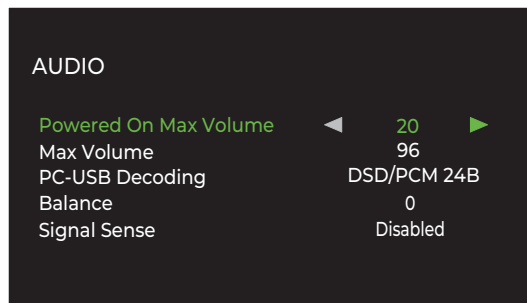 AUDIO
Powered On Max Volume ◀ 20 ▶
Max Volume 96
PC-USB Decoding DSD/PCM 24B
Balance 0
Signal Sense Disabled